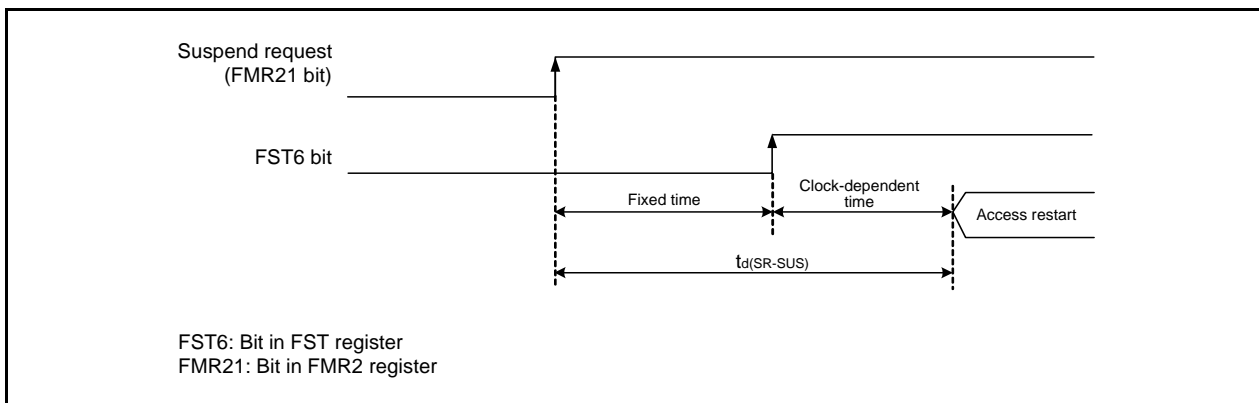 Suspend request
(FMR21 bit)
FST6 bit
Fixed time
Clock-dependent
time
Access restart
td(SR-SUS)
FST6: Bit in FST register
FMR21: Bit in FMR2 register